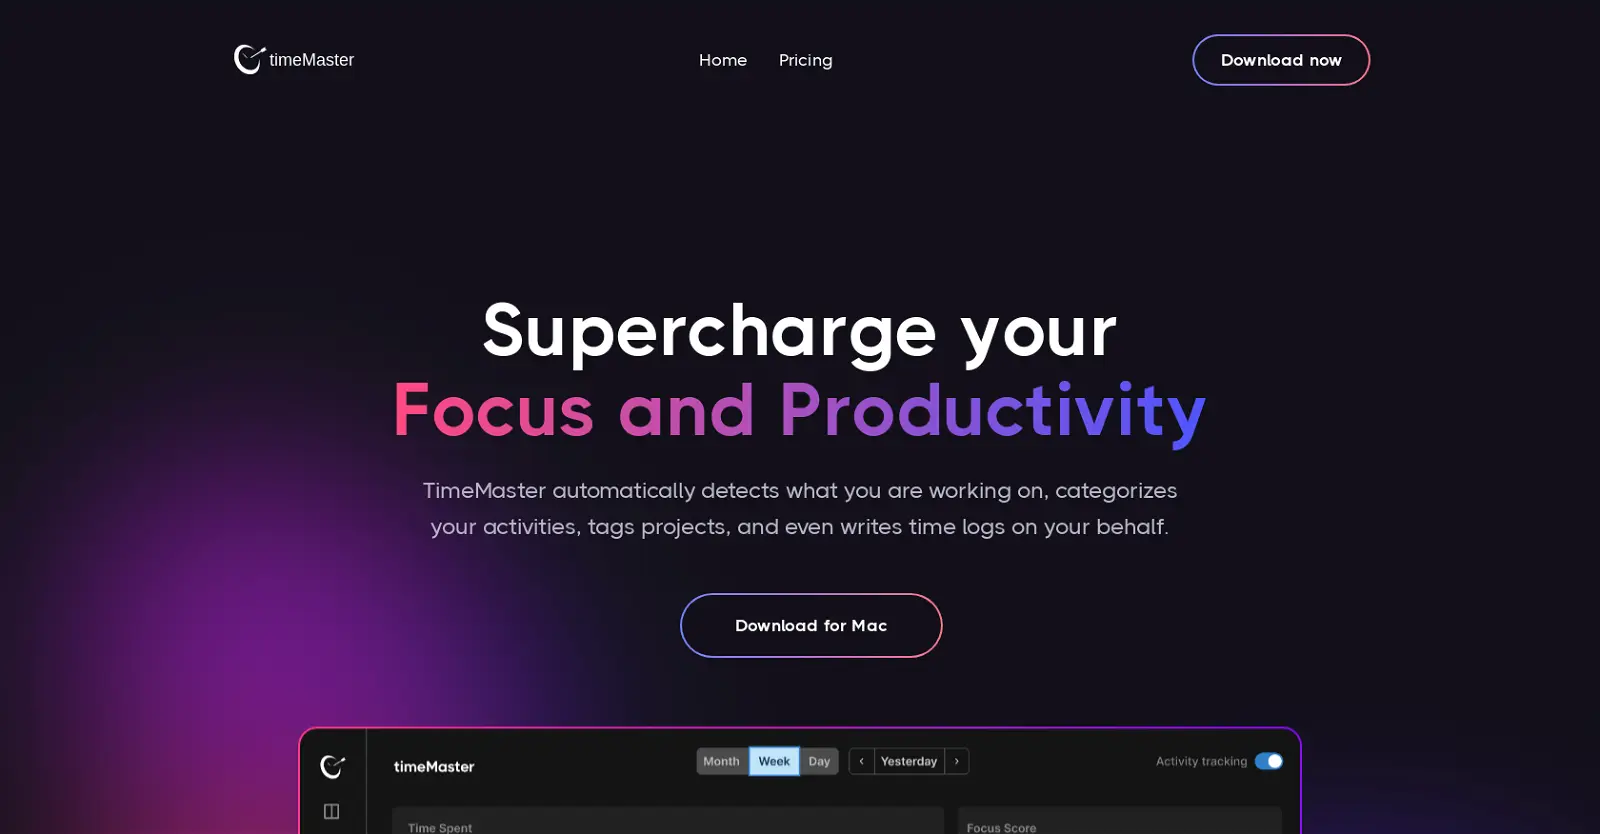 timeMaster
Home
Pricing
Download now
Supercharge your
Focus and Productivity
TimeMaster automatically detects what you are working on, categorizes
your activities, tags projects, and even writes time logs on your behalf.
Download for Mac
timeMaster
Month
Week
Day
‹
Yesterday
›
Activity tracking
Time Spent
Focus Score